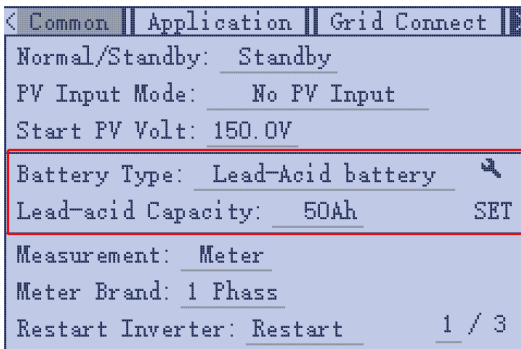 < Common Application Grid Connect
Normal/Standby: Standby
PV Input Mode: No PV Input
Start PV Volt: 150.0V
Battery Type: Lead-Acid battery
Lead-acid Capacity: 50Ah SET
Measurement: Meter
Meter Brand: 1 Phass
Restart Inverter: Restart 1 / 3